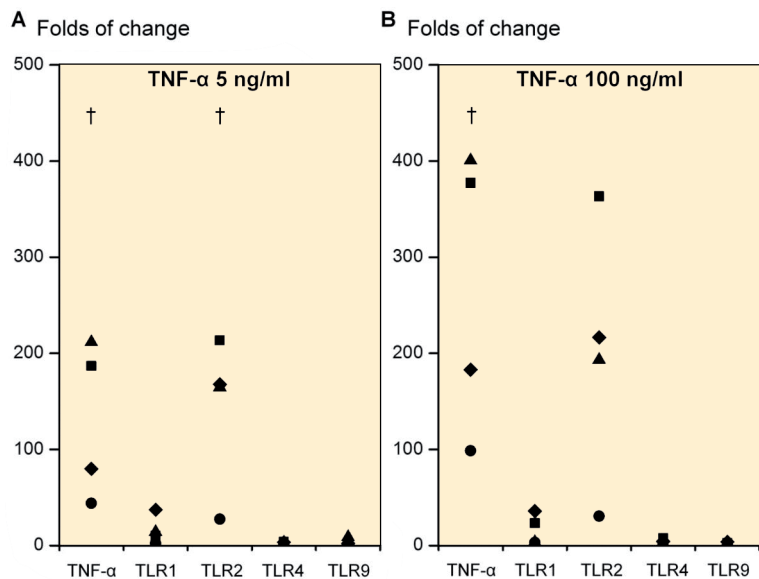 A Folds of change
TNF-α 5 ng/ml
† †
500
400
300
200
100
0
TNF-α TLR1 TLR2 TLR4 TLR9
B Folds of change
TNF-α 100 ng/ml
†
500
400
300
200
100
0
TNF-α TLR1 TLR2 TLR4 TLR9